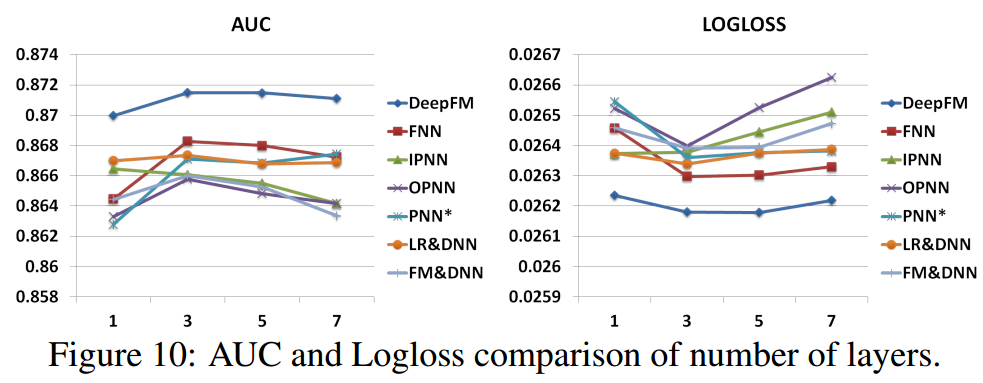 AUC
0.874
0.872
0.87
0.868
0.866
0.864
0.862
0.86
0.858
1 3 5 7
DeepFM
FNN
IPNN
OPNN
PNN*
LR&DNN
FM&DNN
LOGLOSS
0.0267
0.0266
0.0265
0.0264
0.0263
0.0262
0.0261
0.026
0.0259
1 3 5 7
DeepFM
FNN
IPNN
OPNN
PNN*
LR&DNN
FM&DNN
Figure 10: AUC and Logloss comparison of number of layers.